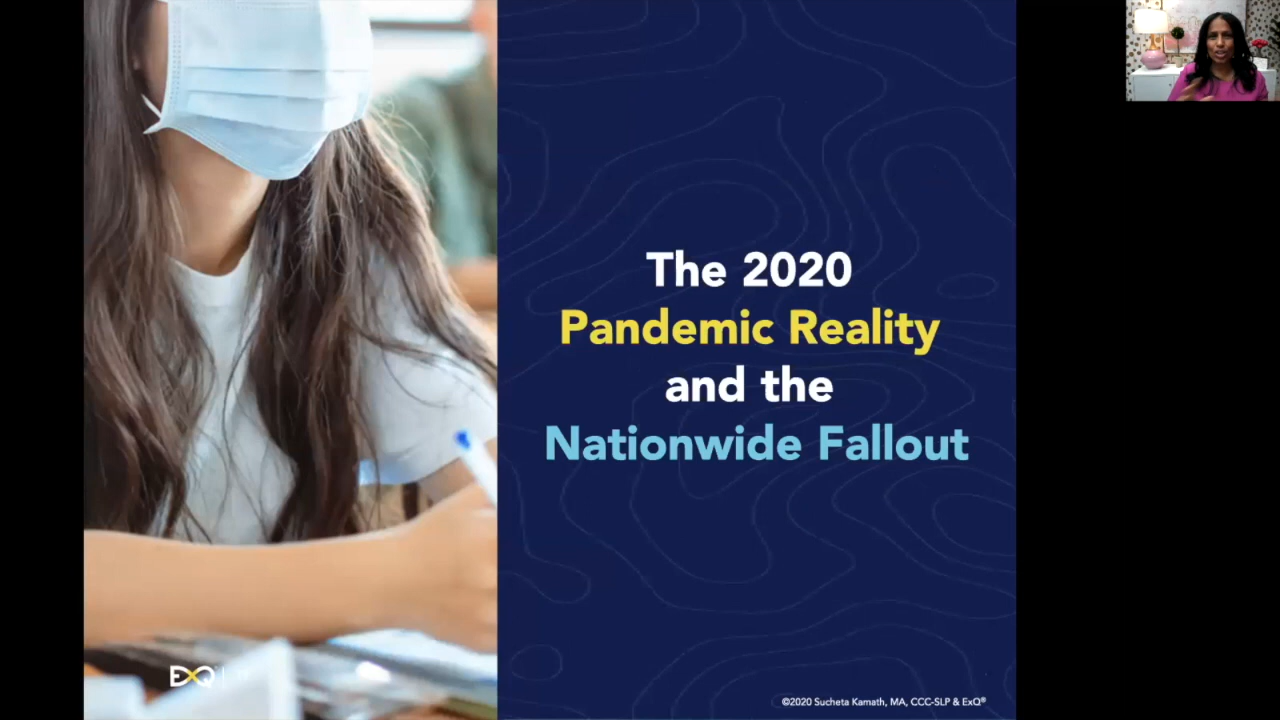 The 2020
Pandemic Reality
and the
Nationwide Fallout
EXQ
©2020 Sucheta Kamath, MA, CCC-SLP & ExQ®